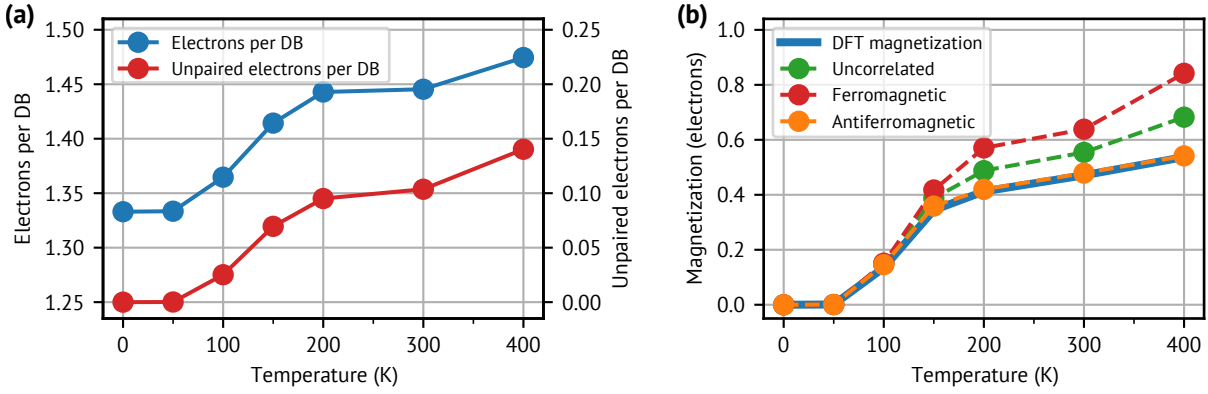 (a)
1.50
1.45
1.40
1.35
1.30
1.25
Electrons per DB
Electrons per DB
Unpaired electrons per DB
0.25
0.20
0.15
0.10
0.05
0.00
Unpaired electrons per DB
0
100
200
300
400
Temperature (K)
(b)
1.0
0.8
0.6
0.4
0.2
0.0
Magnetization (electrons)
DFT magnetization
Uncorrelated
Ferromagnetic
Antiferromagnetic
0
100
200
300
400
Temperature (K)